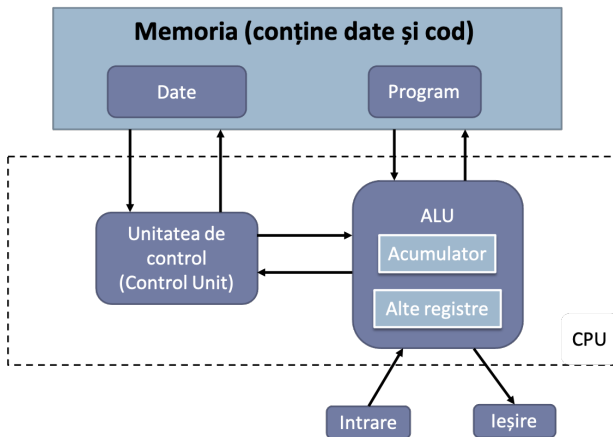 Memoria (conține date și cod)
Date
Program
Unitatea de
control
(Control Unit)
ALU
Acumulator
Alte registre
CPU
Intrare
Ieșire